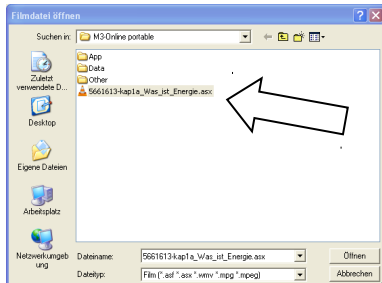 Filmdatei öffnen
Suchen in: M3-Online portable
App
Data
Other
5661613-kap1a_Was_ist_Energie.asx
Zuletzt
verwendete D...
Desktop
Eigene Dateien
Arbeitsplatz
Netzwerkumgeb
ung
Dateiname: 5661613-kap1a_Was_ist_Energie.asx Öffnen
Dateityp: Film (*.asf *.asx *.wmv *.mpg *.mpeg) Abbrechen